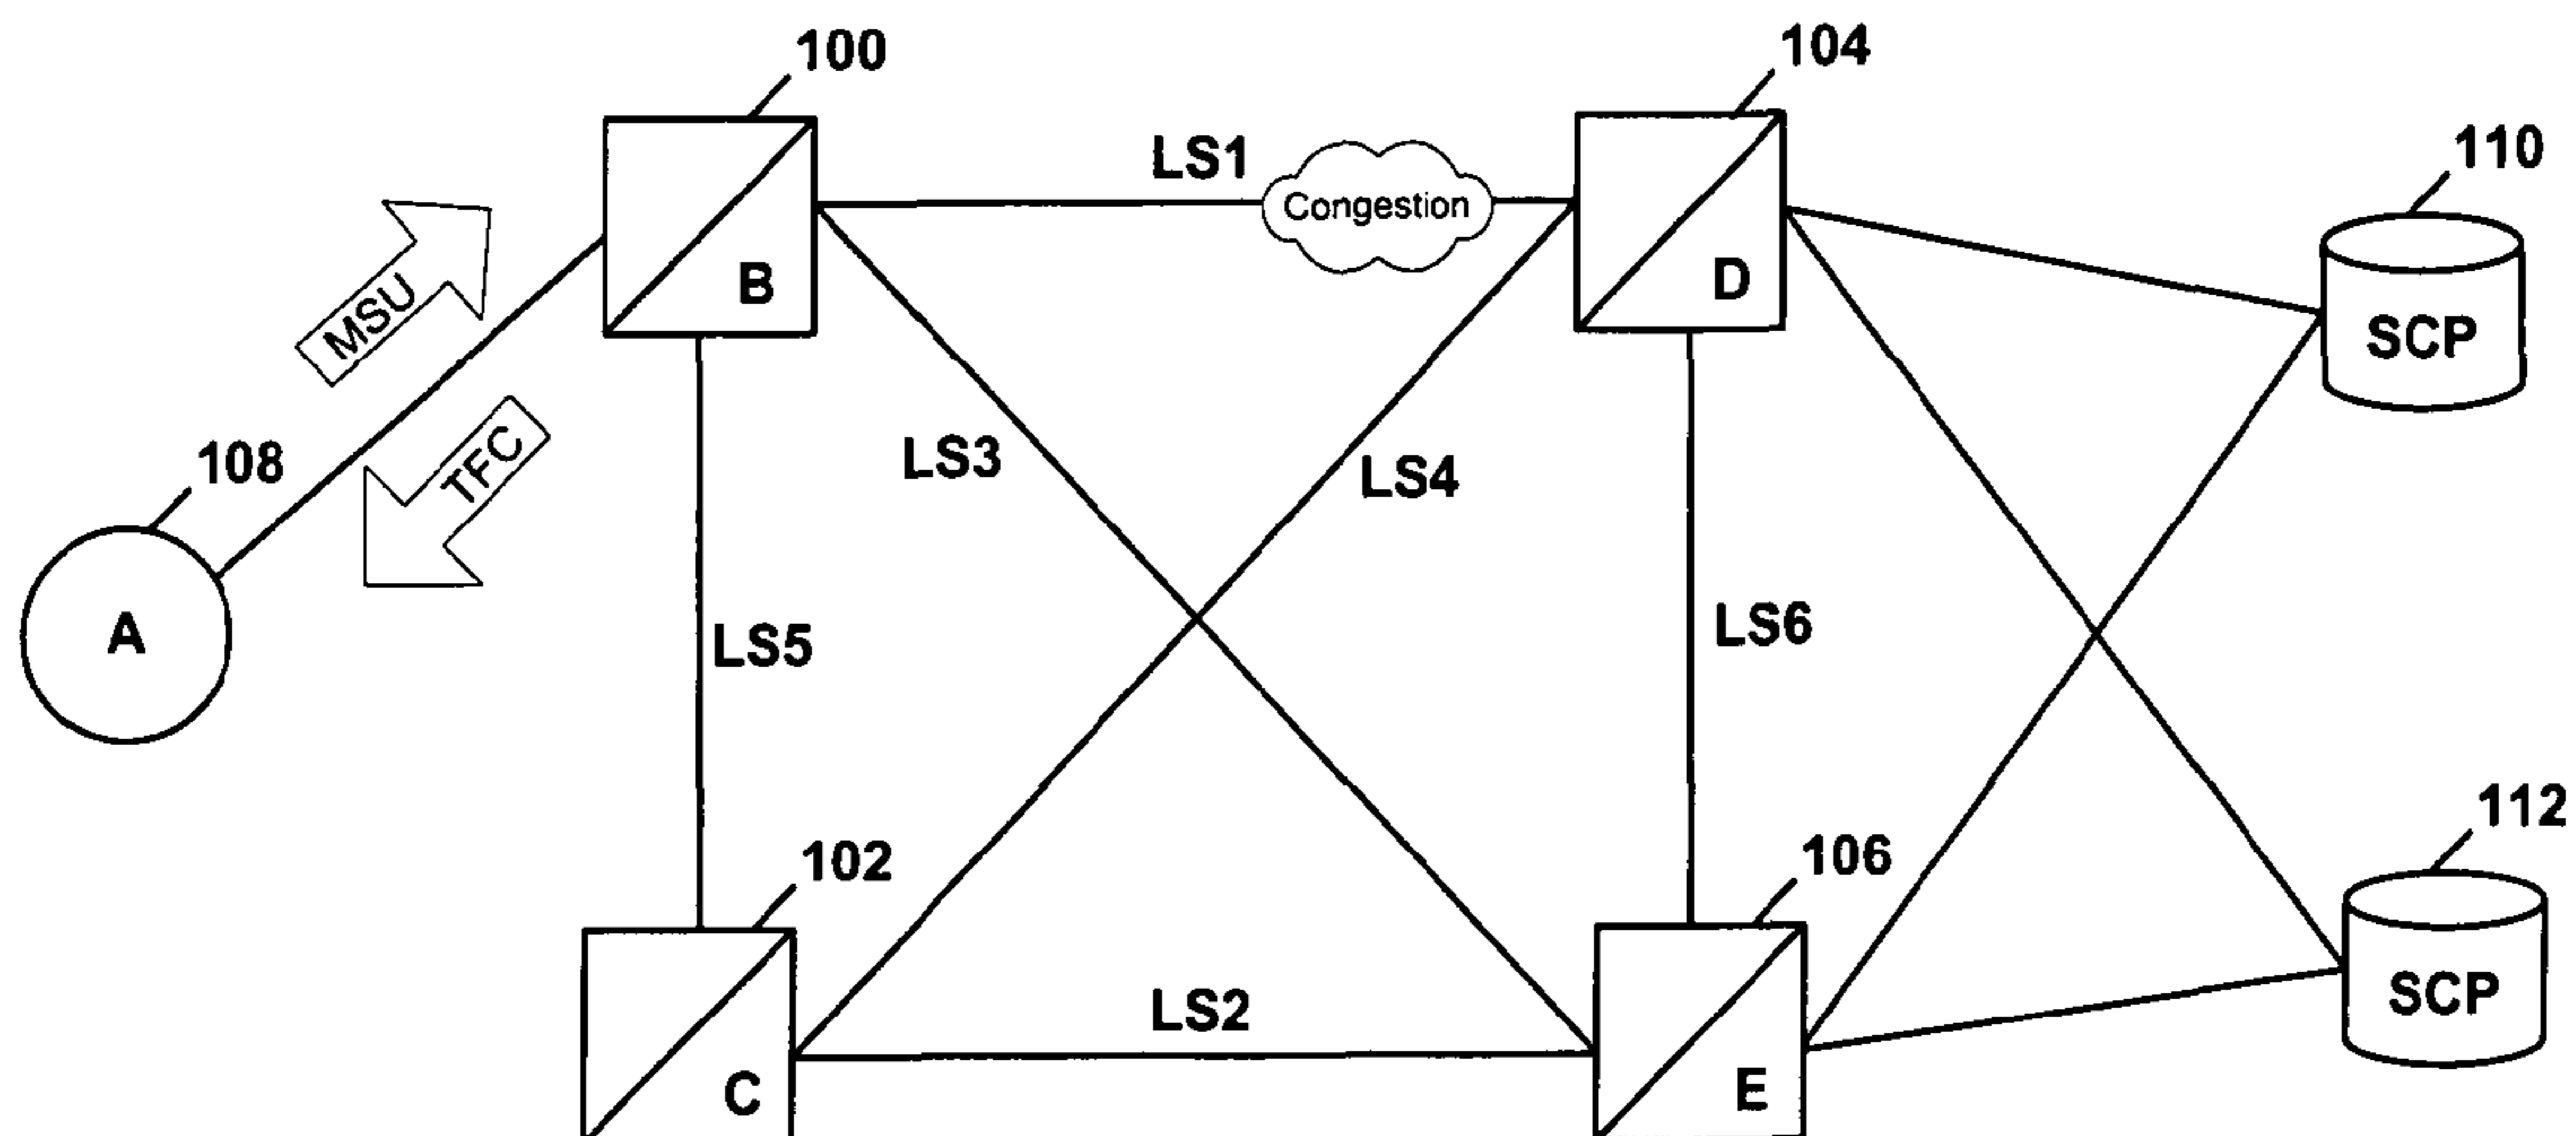 100
104
LS1
Congestion
110
B
D
MSU
SCP
TFC
LS3
LS4
108
A
LS5
LS6
102
106
112
LS2
SCP
C
E